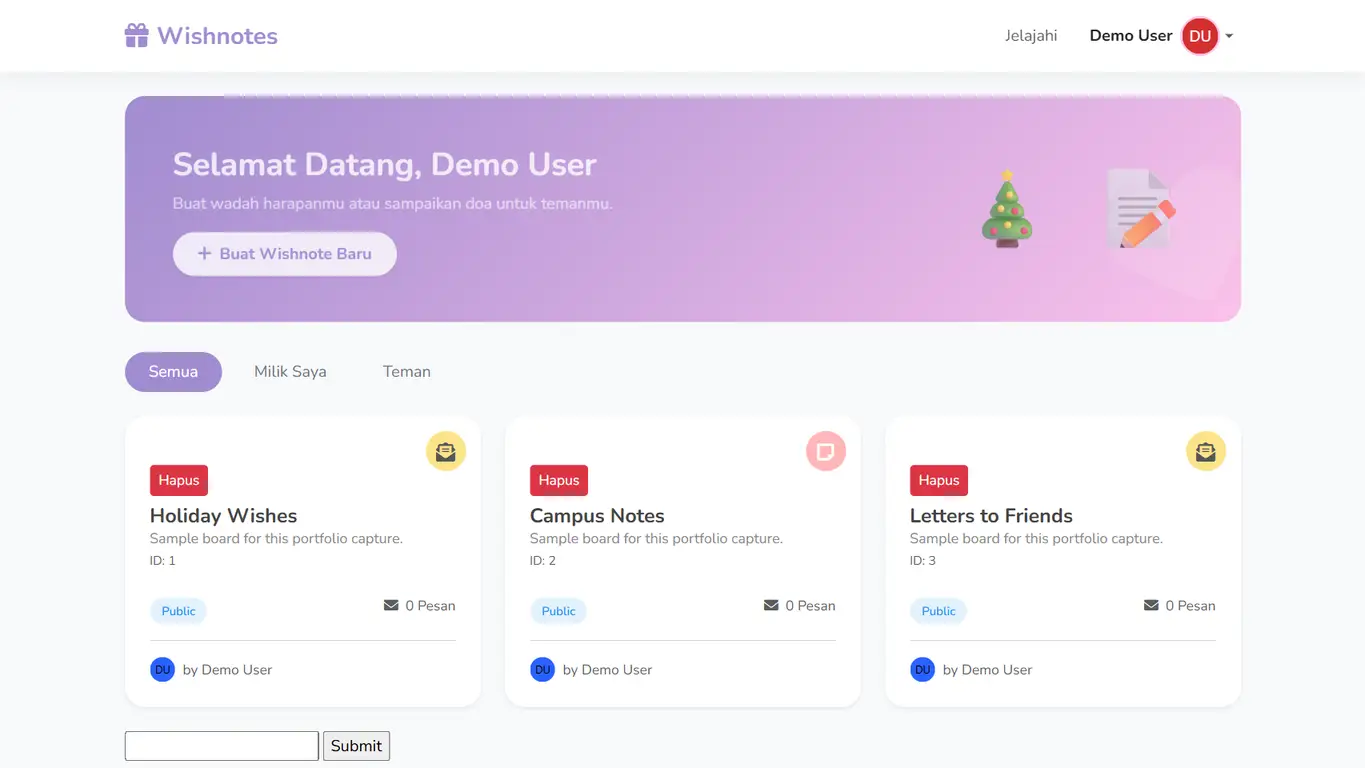 Wishnotes
Jelajahi
Demo User
DU
Selamat Datang, Demo User
Buat wadah harapanmu atau sampaikan doa untuk temanmu.
+ Buat Wishnote Baru
Semua
Milik Saya
Teman
Hapus
Holiday Wishes
Sample board for this portfolio capture.
ID: 1
Public
0 Pesan
DU
by Demo User
Hapus
Campus Notes
Sample board for this portfolio capture.
ID: 2
Public
0 Pesan
DU
by Demo User
Hapus
Letters to Friends
Sample board for this portfolio capture.
ID: 3
Public
0 Pesan
DU
by Demo User
Submit